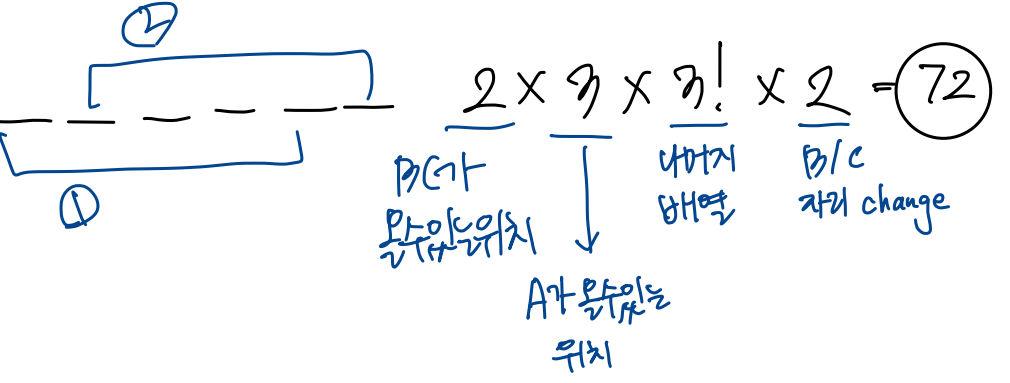 ②
①
2 × 3 × 3! × 2 = 72
BC가
올수있는위치
A가 올수있는
위치
나머지
배열
B/C
자리 change